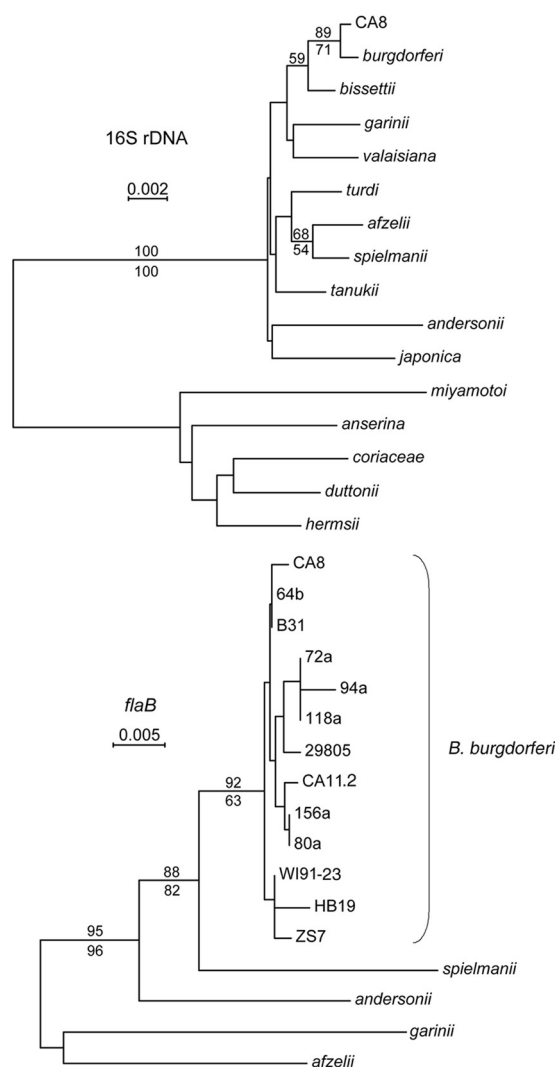 CA8
89
71
burgdorferi
59
bissettii
garinii
16S rDNA
valaisiana
0.002
turdi
afzelii
68
54
spielmanii
100
100
tanukii
andersonii
japonica
miyamotoi
anserina
coriaceae
duttonii
hermsii
CA8
64b
B31
72a
94a
flaB
118a
0.005
29805
B. burgdorferi
CA11.2
92
63
156a
80a
WI91-23
88
82
HB19
95
96
ZS7
spielmanii
andersonii
garinii
afzelii